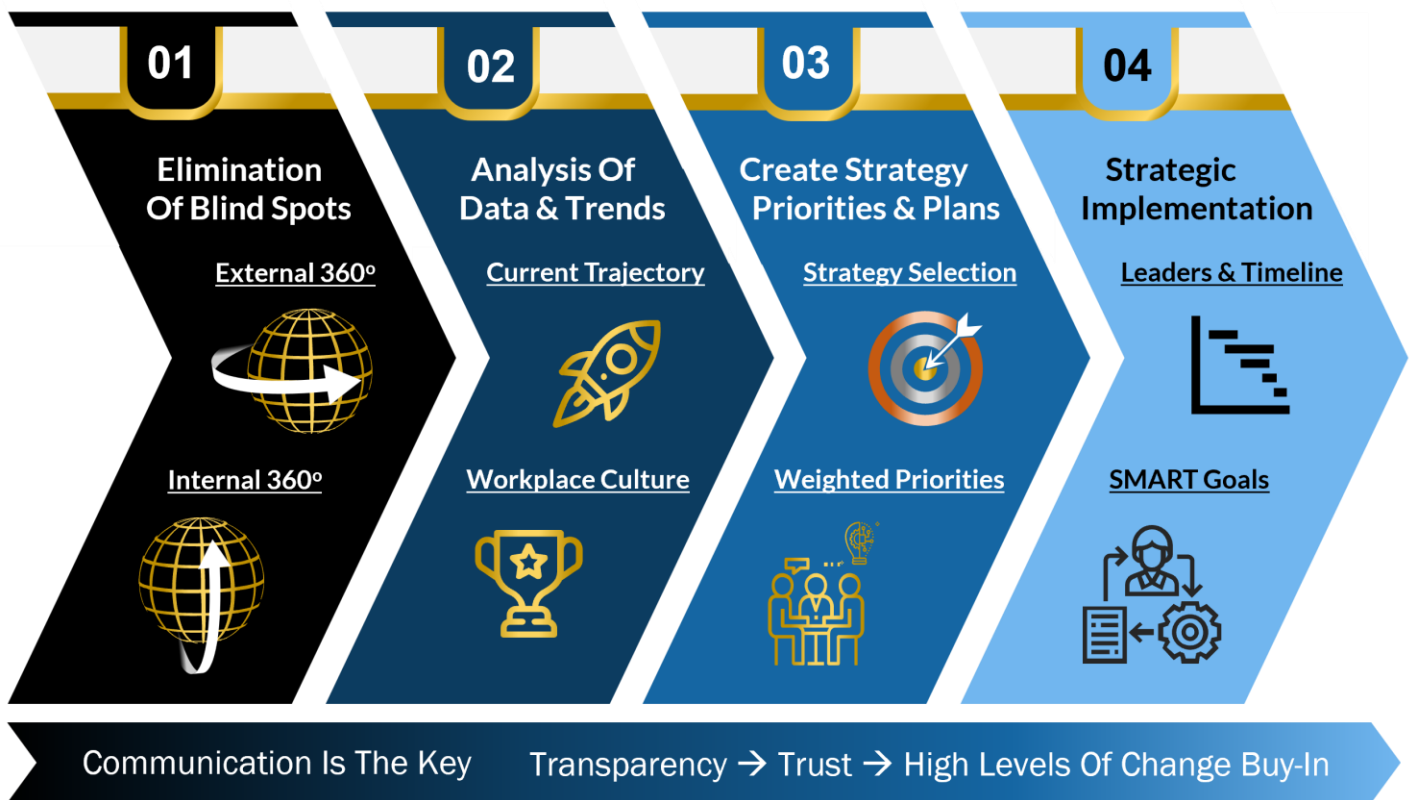 01
Elimination
Of Blind Spots
External 360º
Internal 360º
02
Analysis Of
Data & Trends
Current Trajectory
Workplace Culture
03
Create Strategy
Priorities & Plans
Strategy Selection
Weighted Priorities
04
Strategic
Implementation
Leaders & Timeline
SMART Goals
Communication Is The Key Transparency → Trust → High Levels Of Change Buy-In